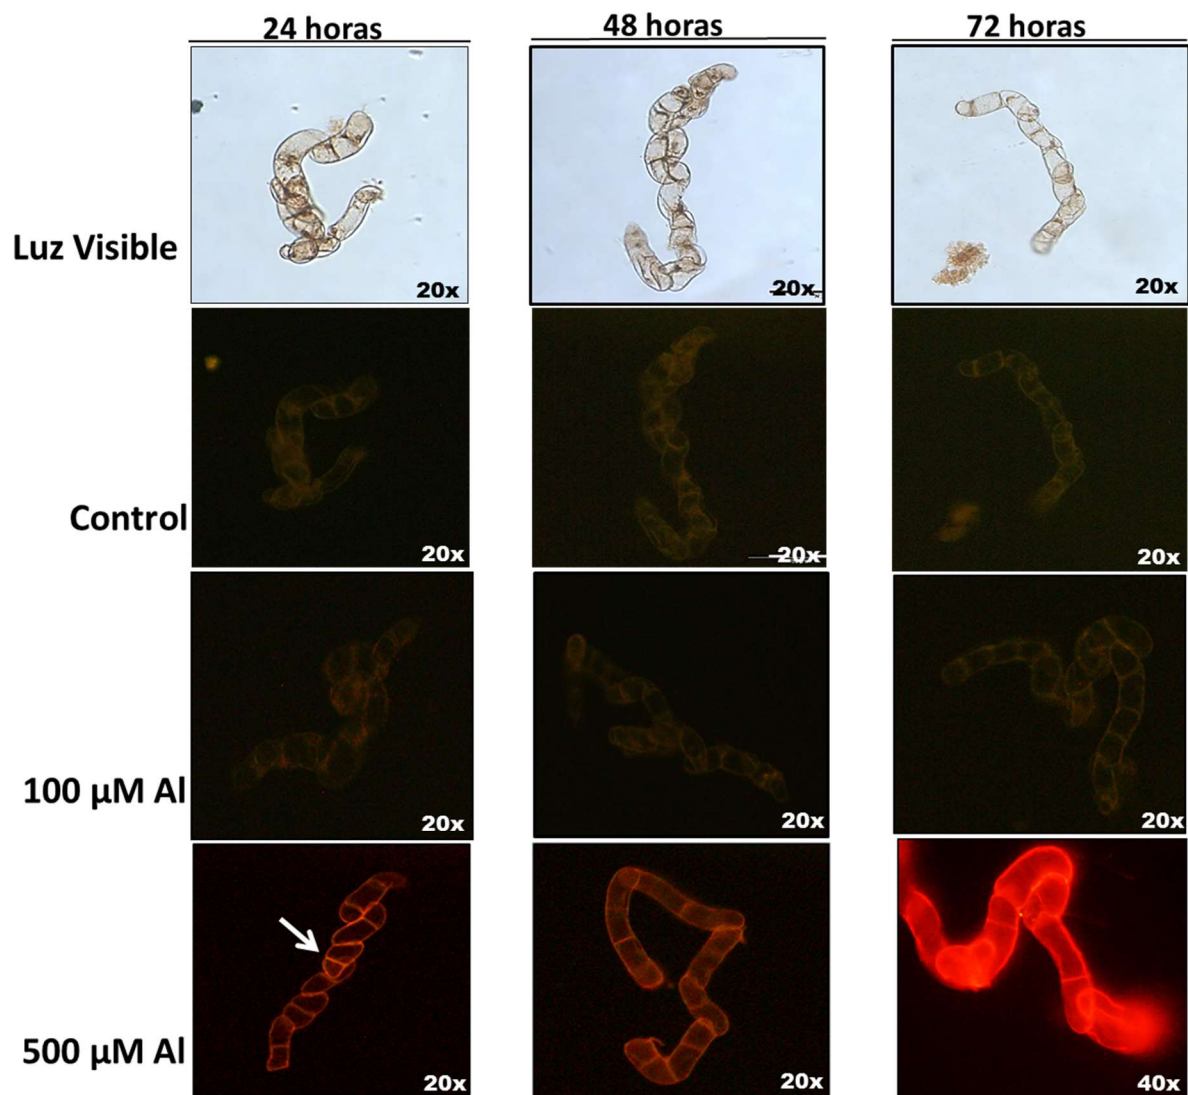 24 horas
48 horas
72 horas
Luz Visible
20x
20x
20x
Control
20x
20x
20x
100 µM Al
20x
20x
20x
500 µM Al
20x
20x
40x